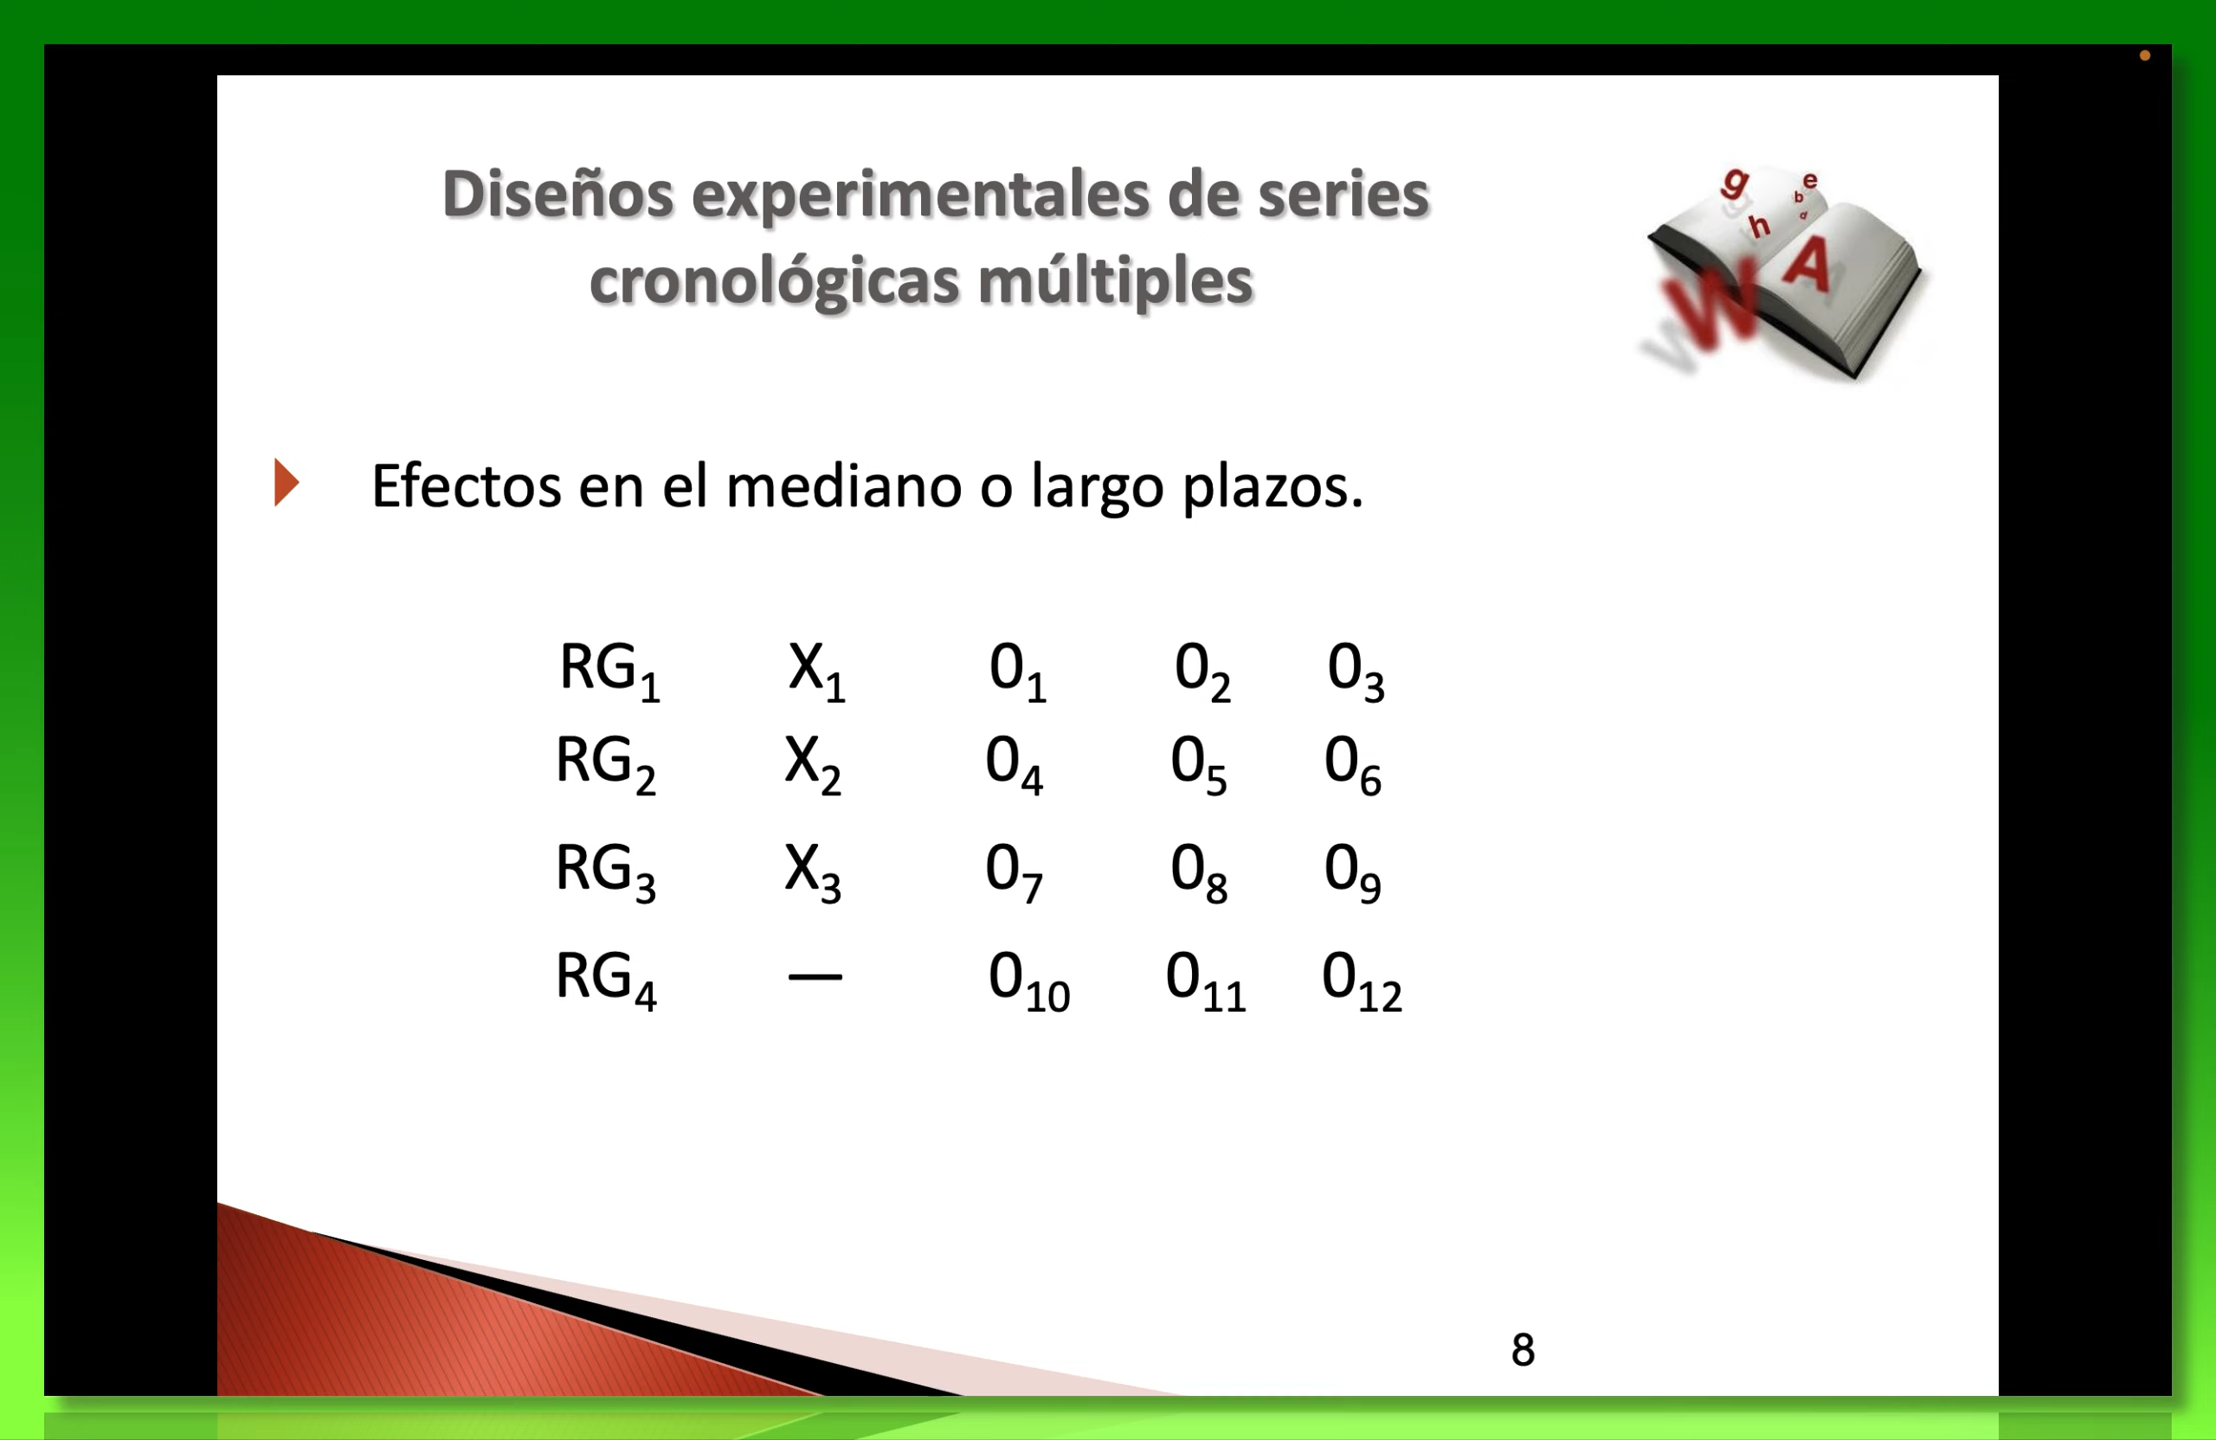 Diseños experimentales de series
cronológicas múltiples
g e b d h A W
Efectos en el mediano o largo plazos.
RG₁ X₁ 0₁ 0₂ 0₃
RG₂ X₂ 0₄ 0₅ 0₆
RG₃ X₃ 0₇ 0₈ 0₉
RG₄ — 0₁₀ 0₁₁ 0₁₂
8